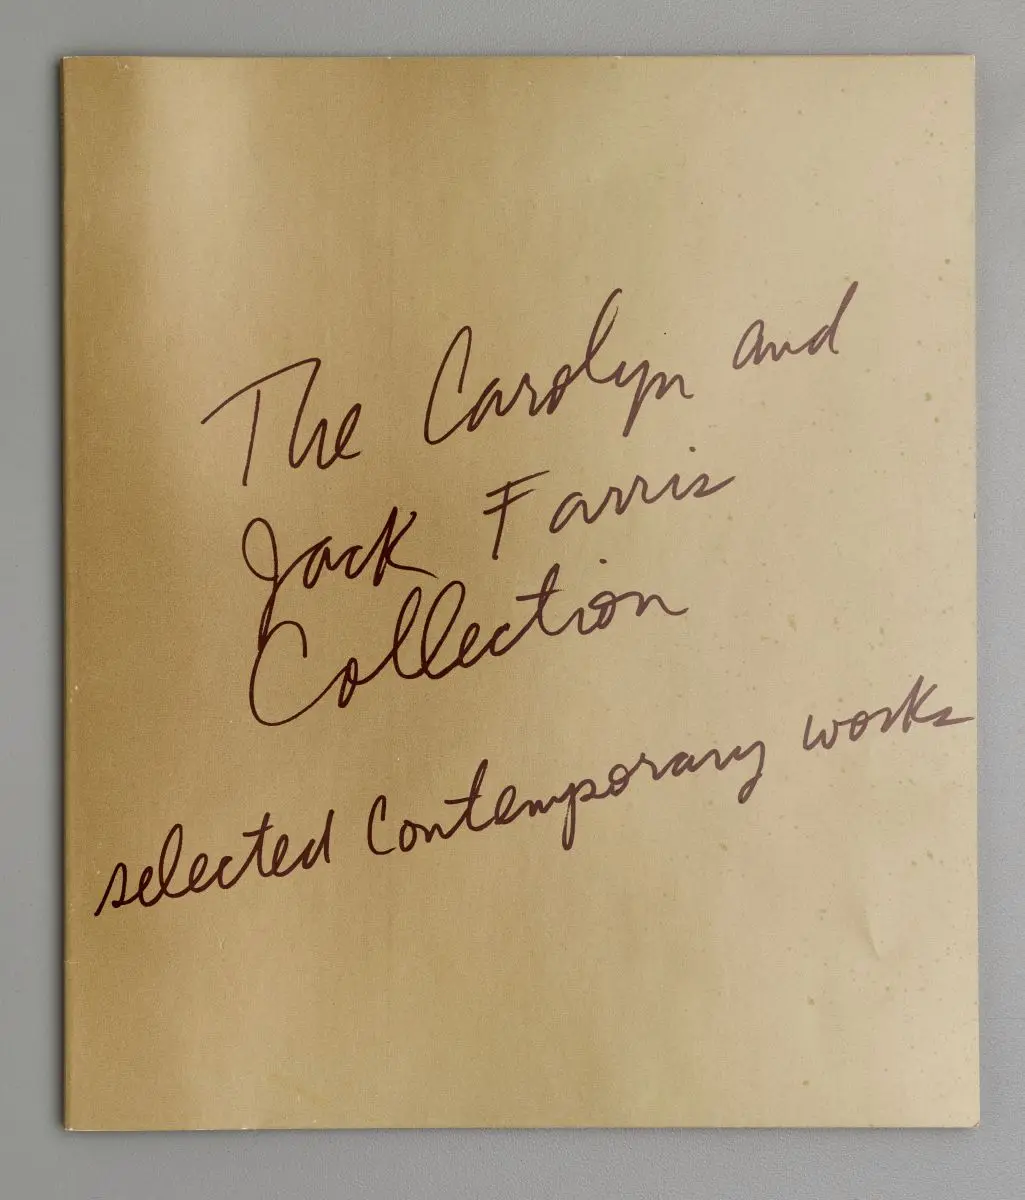 The Carolyn and
Jack Farris
Collection
selected Contemporary works